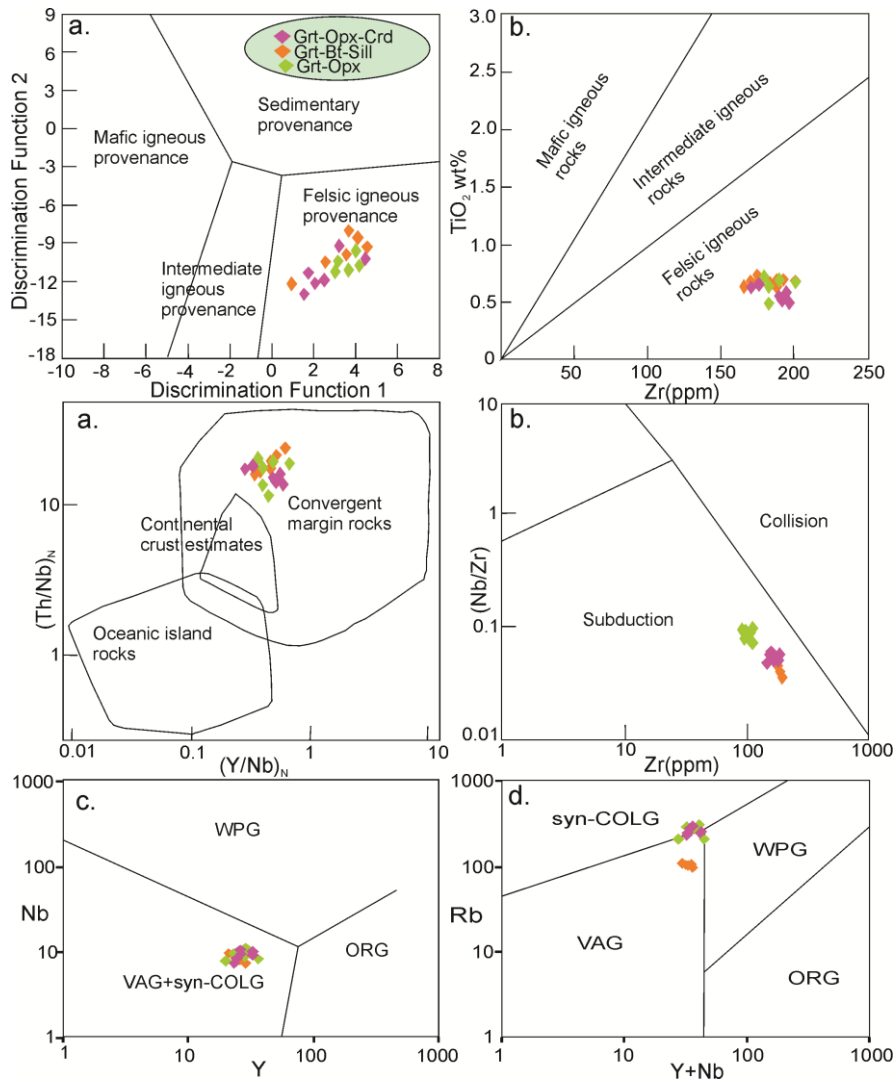 a.
9
6
3
0
-3
-6
-9
-12
-15
-18
Discrimination Function 2
Grt-Opx-Crd
Grt-Bt-Sill
Grt-Opx
Sedimentary
provenance
Mafic igneous
provenance
Felsic igneous
provenance
Intermediate
igneous
provenance
-10 -8 -6 -4 -2 0 2 4 6 8
Discrimination Function 1
b.
3.0
2.5
2.0
1.5
1.0
0.5
0
TiO2 wt%
Mafic igneous
rocks
Intermediate igneous
rocks
Felsic igneous
rocks
50 100 150 200 250
Zr(ppm)
a.
10
1
(Th/Nb)N
Convergent
margin rocks
Continental
crust estimates
Oceanic island
rocks
0.01 0.1 1 10
(Y/Nb)N
b.
10
1
0.1
0.01
(Nb/Zr)
Collision
Subduction
1 10 100 1000
Zr(ppm)
c.
1000
100
10
1
Nb
WPG
ORG
VAG+syn-COLG
1 10 100 1000
Y
d.
1000
100
10
1
Rb
syn-COLG
WPG
VAG
ORG
1 10 100 1000
Y+Nb